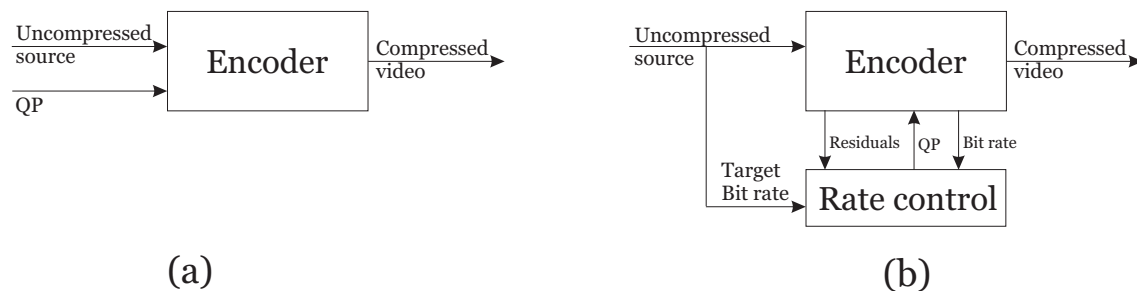 Uncompressed
source
QP
Encoder
Compressed
video
(a)
Uncompressed
source
Encoder
Compressed
video
Residuals
QP
Bit rate
Target
Bit rate
Rate control
(b)